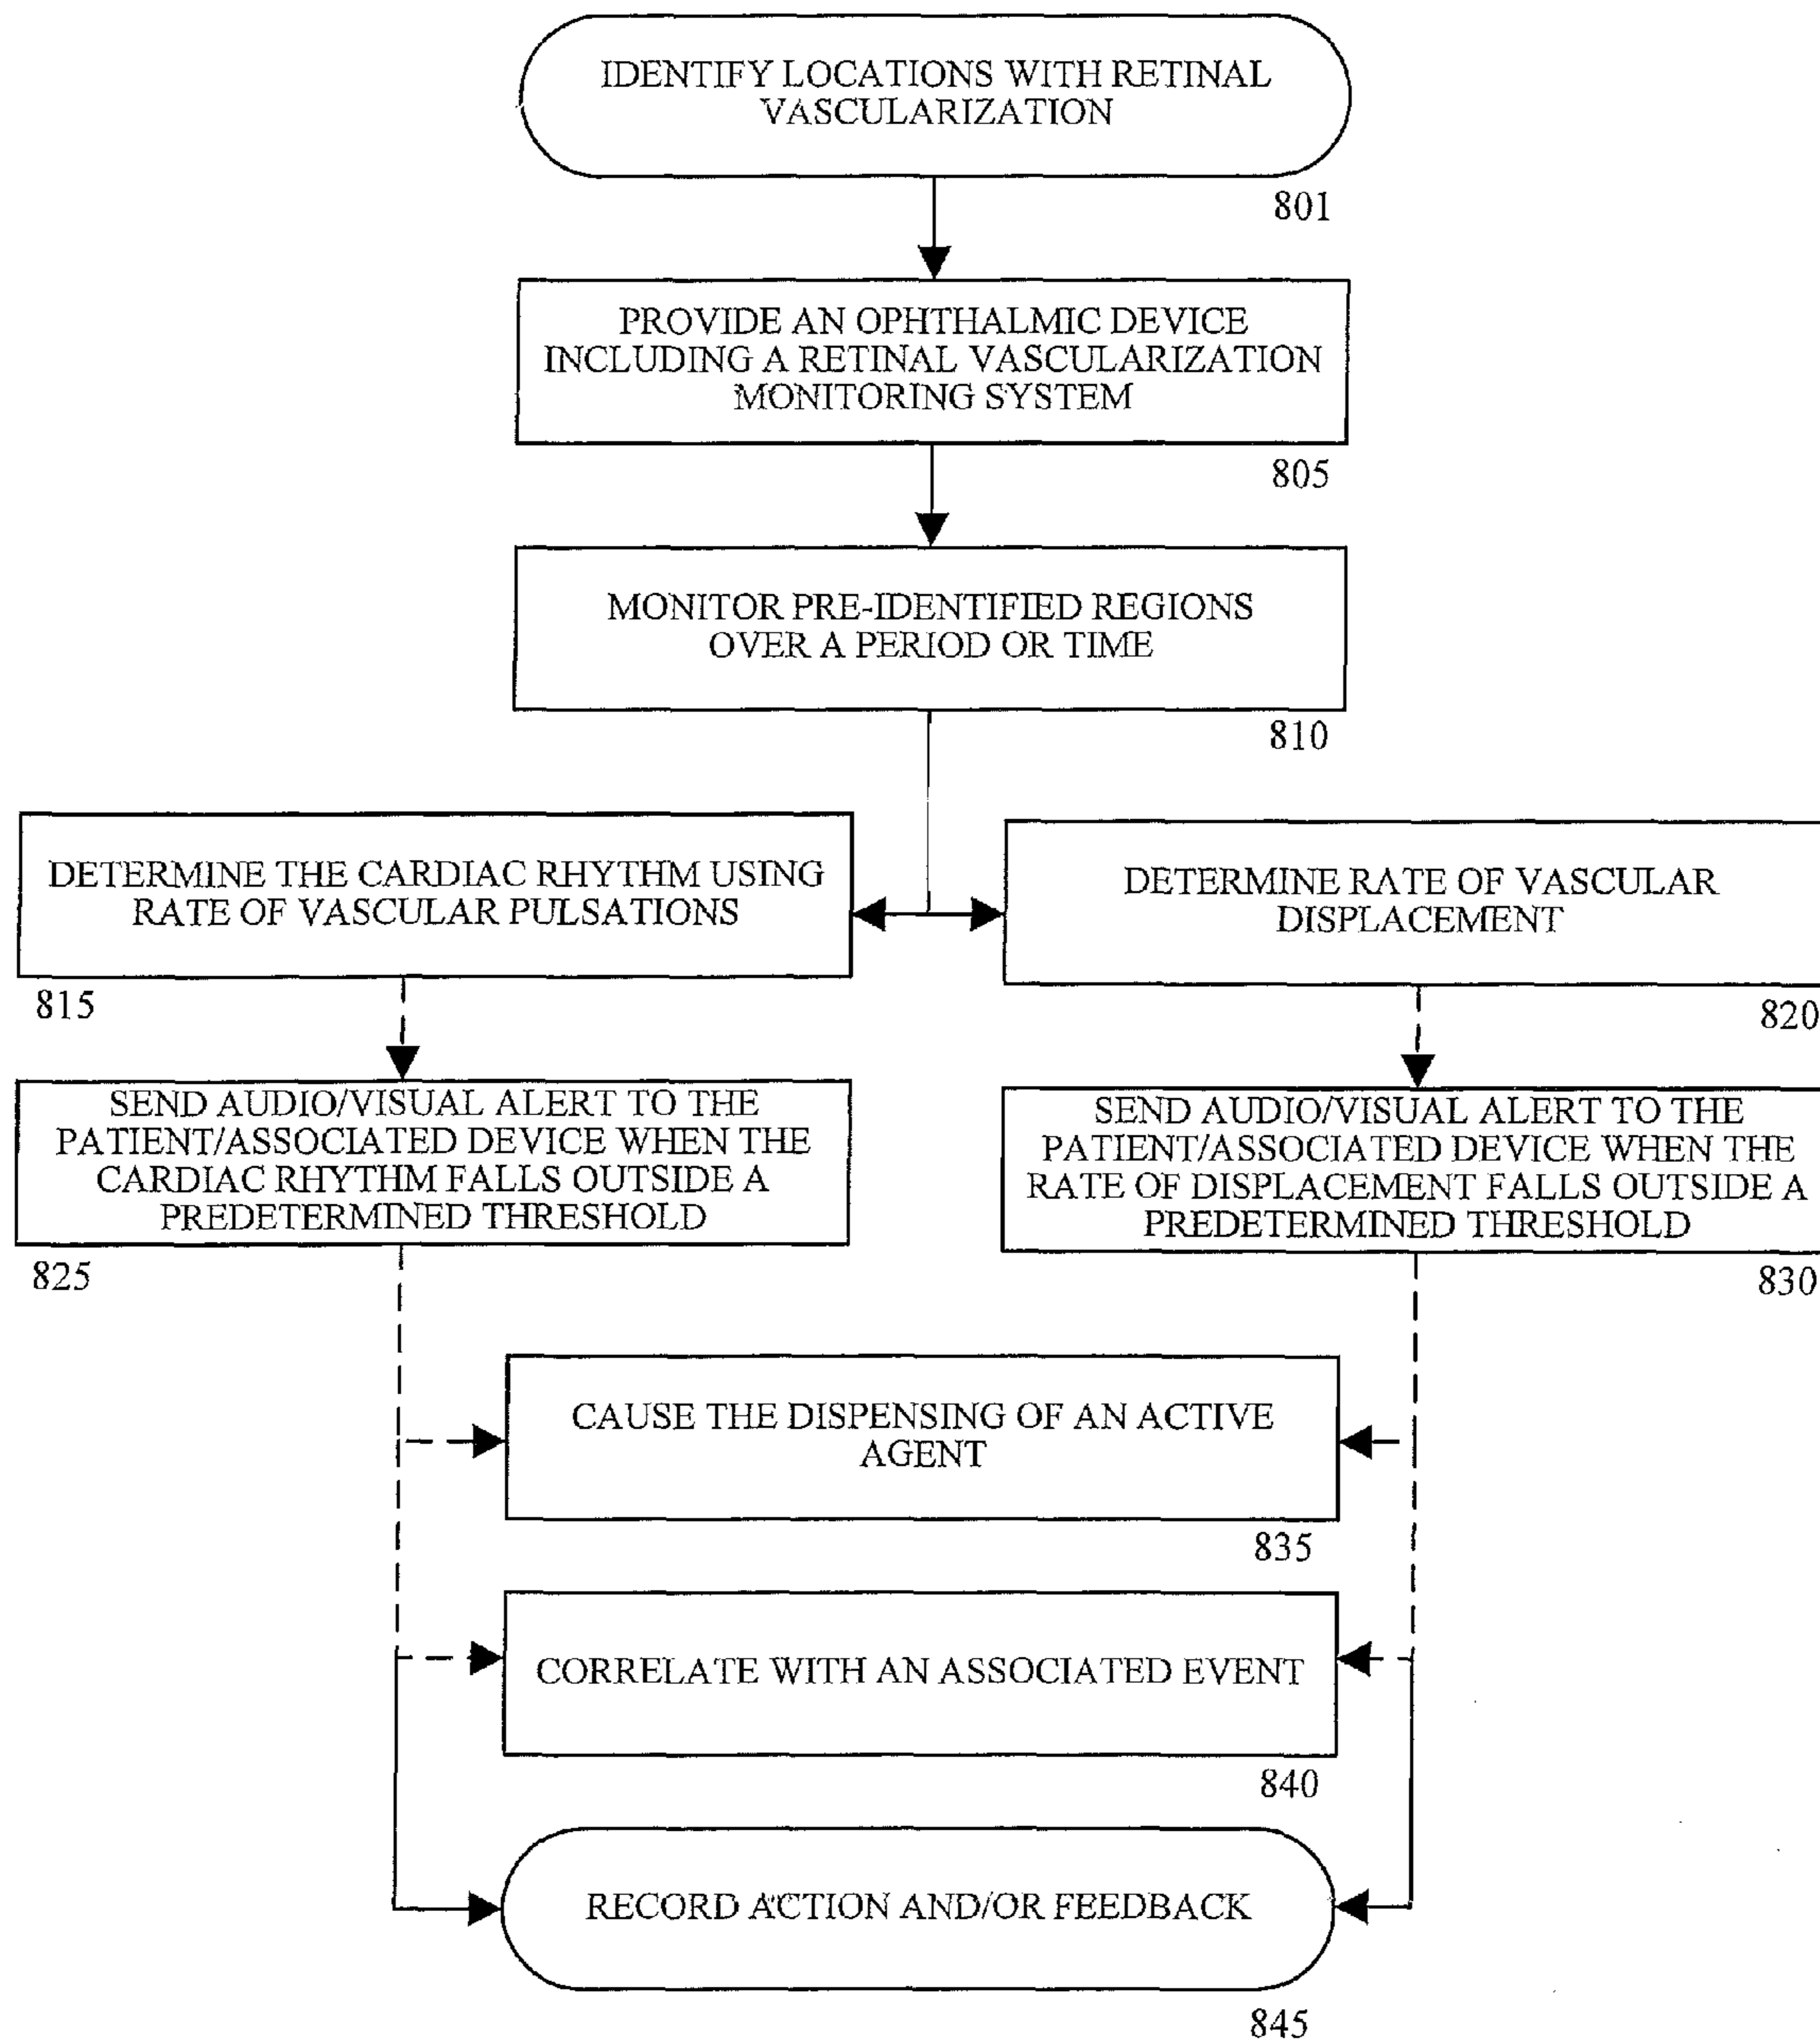 IDENTIFY LOCATIONS WITH RETINAL
VASCULARIZATION
801
PROVIDE AN OPHTHALMIC DEVICE
INCLUDING A RETINAL VASCULARIZATION
MONITORING SYSTEM
805
MONITOR PRE-IDENTIFIED REGIONS
OVER A PERIOD OR TIME
810
DETERMINE THE CARDIAC RHYTHM USING
RATE OF VASCULAR PULSATIONS
815
DETERMINE RATE OF VASCULAR
DISPLACEMENT
820
SEND AUDIO/VISUAL ALERT TO THE
PATIENT/ASSOCIATED DEVICE WHEN THE
CARDIAC RHYTHM FALLS OUTSIDE A
PREDETERMINED THRESHOLD
825
SEND AUDIO/VISUAL ALERT TO THE
PATIENT/ASSOCIATED DEVICE WHEN THE
RATE OF DISPLACEMENT FALLS OUTSIDE A
PREDETERMINED THRESHOLD
830
CAUSE THE DISPENSING OF AN ACTIVE
AGENT
835
CORRELATE WITH AN ASSOCIATED EVENT
840
RECORD ACTION AND/OR FEEDBACK
845